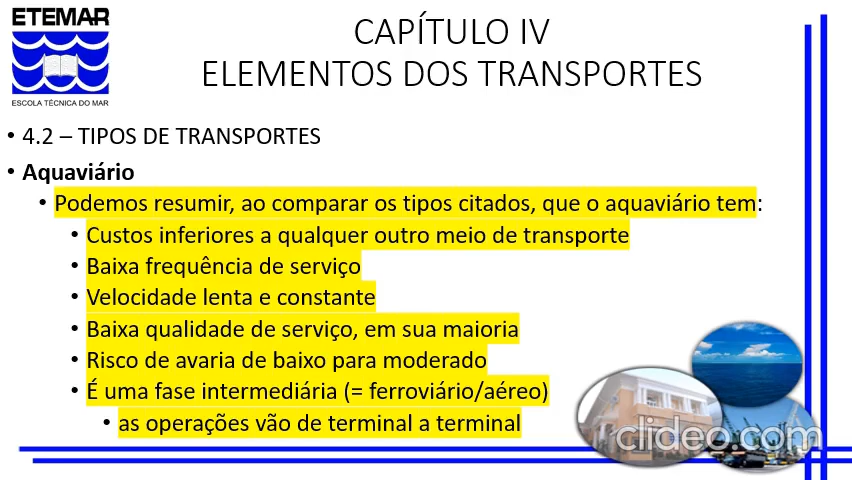 ETEMAR
ESCOLA TÉCNICA DO MAR
CAPÍTULO IV
ELEMENTOS DOS TRANSPORTES
• 4.2 – TIPOS DE TRANSPORTES
• Aquaviário
• Podemos resumir, ao comparar os tipos citados, que o aquaviário tem:
• Custos inferiores a qualquer outro meio de transporte
• Baixa frequência de serviço
• Velocidade lenta e constante
• Baixa qualidade de serviço, em sua maioria
• Risco de avaria de baixo para moderado
• É uma fase intermediária (= ferroviário/aéreo)
• as operações vão de terminal a terminal
clideo.com